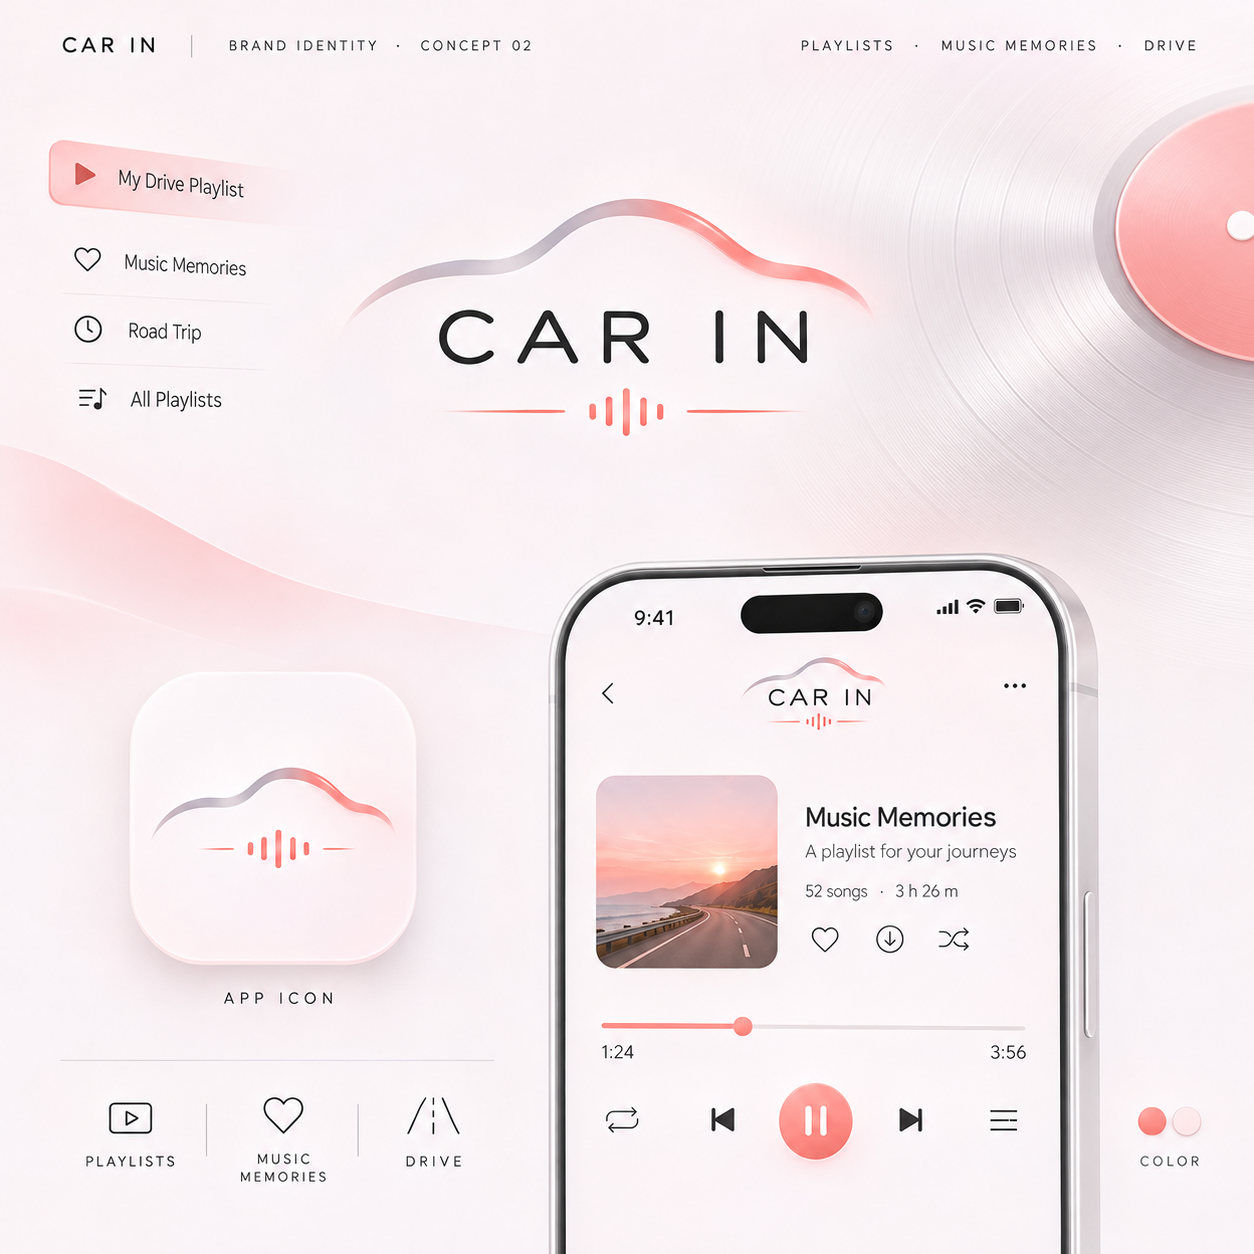 CAR IN
BRAND IDENTITY · CONCEPT 02
PLAYLISTS · MUSIC MEMORIES · DRIVE
My Drive Playlist
Music Memories
Road Trip
All Playlists
CAR IN
9:41
CAR IN
Music Memories
A playlist for your journeys
52 songs · 3 h 26 m
1:24
3:56
APP ICON
PLAYLISTS
MUSIC
MEMORIES
DRIVE
COLOR